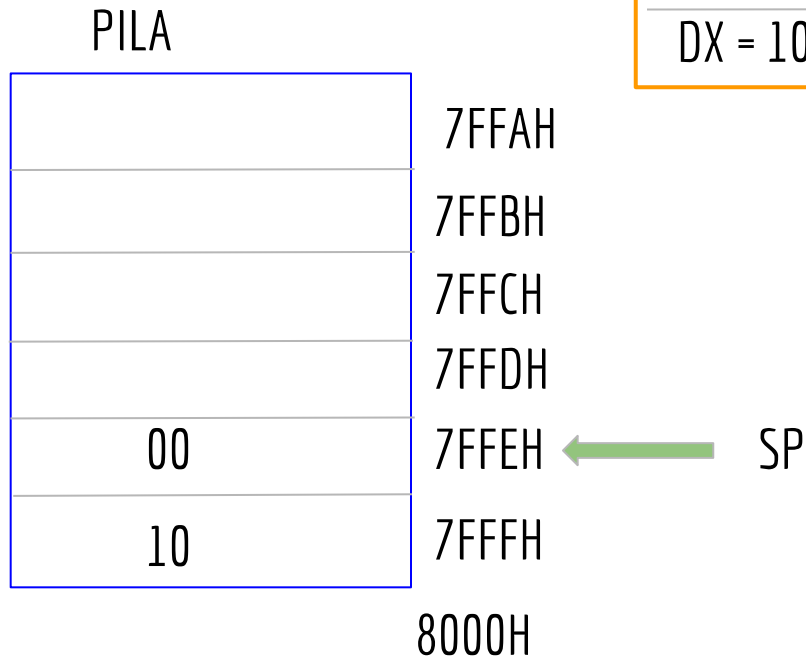 PILA
DX = 10
7FFAH
7FFBH
7FFCH
7FFDH
00 7FFEH SP
10 7FFFH
8000H